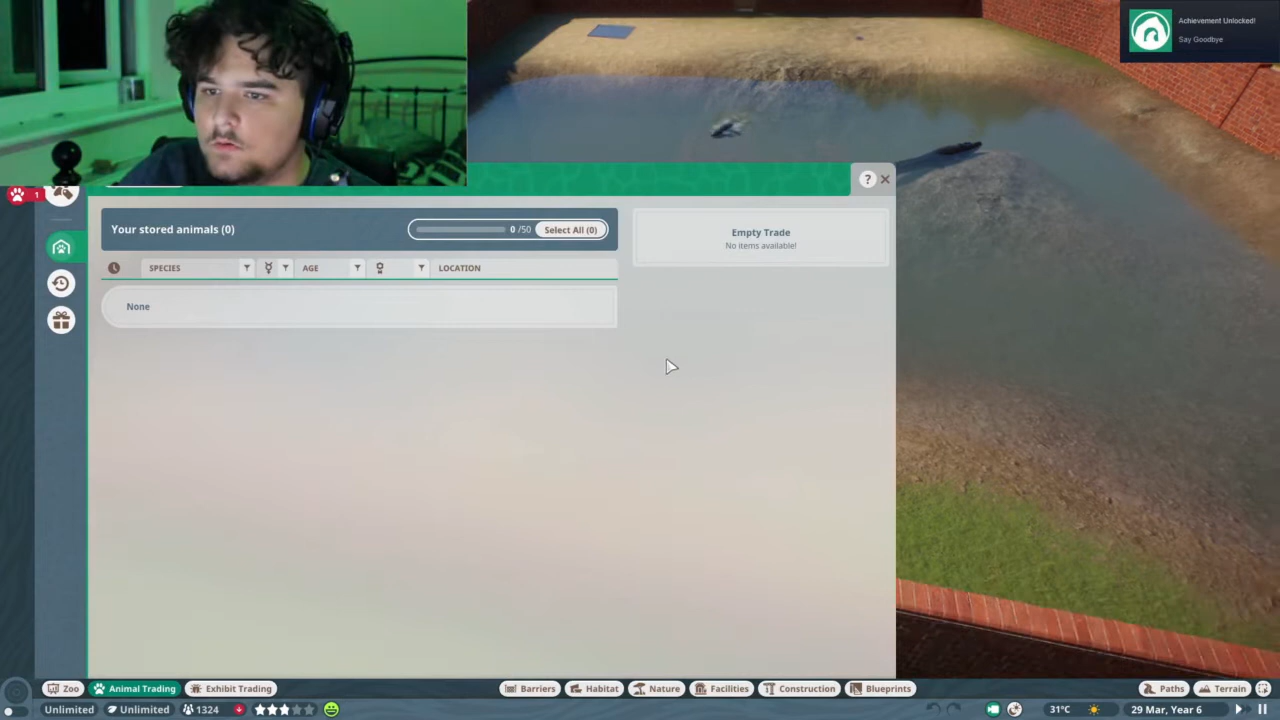 Achievement Unlocked!
Say Goodbye
1
?
Your stored animals (0)
0 /50
Select All (0)
Empty Trade
No items available!
SPECIES
AGE
LOCATION
None
Zoo
Animal Trading
Exhibit Trading
Barriers
Habitat
Nature
Facilities
Construction
Blueprints
Paths
Terrain
Unlimited
Unlimited
1324
31°C
29 Mar, Year 6